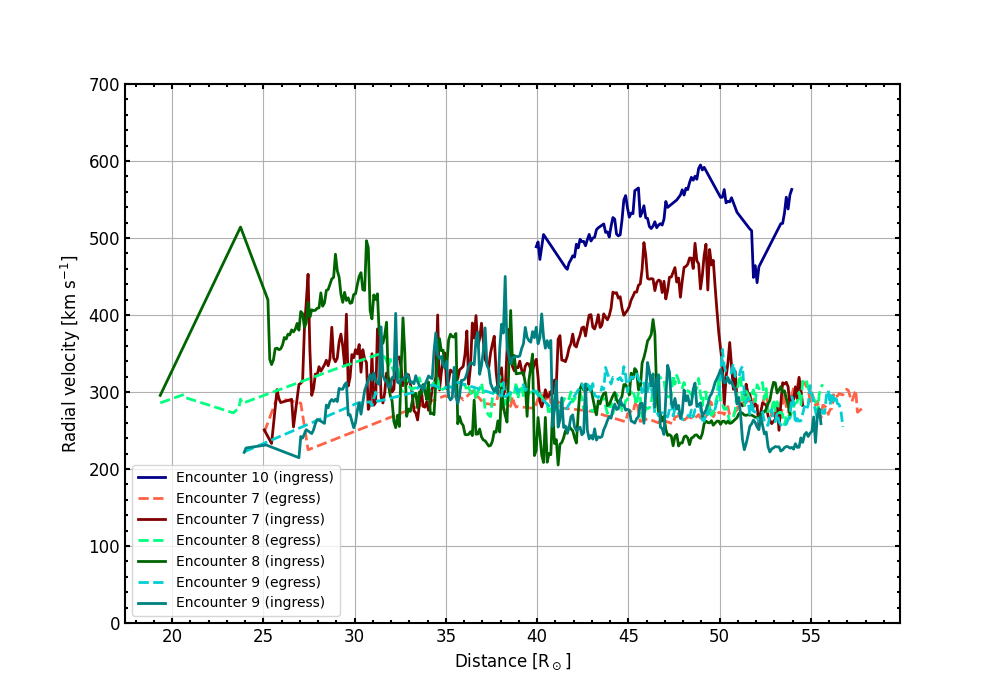 700
600
500
400
300
200
100
0
Radial velocity [km s⁻¹]
Encounter 10 (ingress)
Encounter 7 (egress)
Encounter 7 (ingress)
Encounter 8 (egress)
Encounter 8 (ingress)
Encounter 9 (egress)
Encounter 9 (ingress)
20 25 30 35 40 45 50 55
Distance [R⊙]